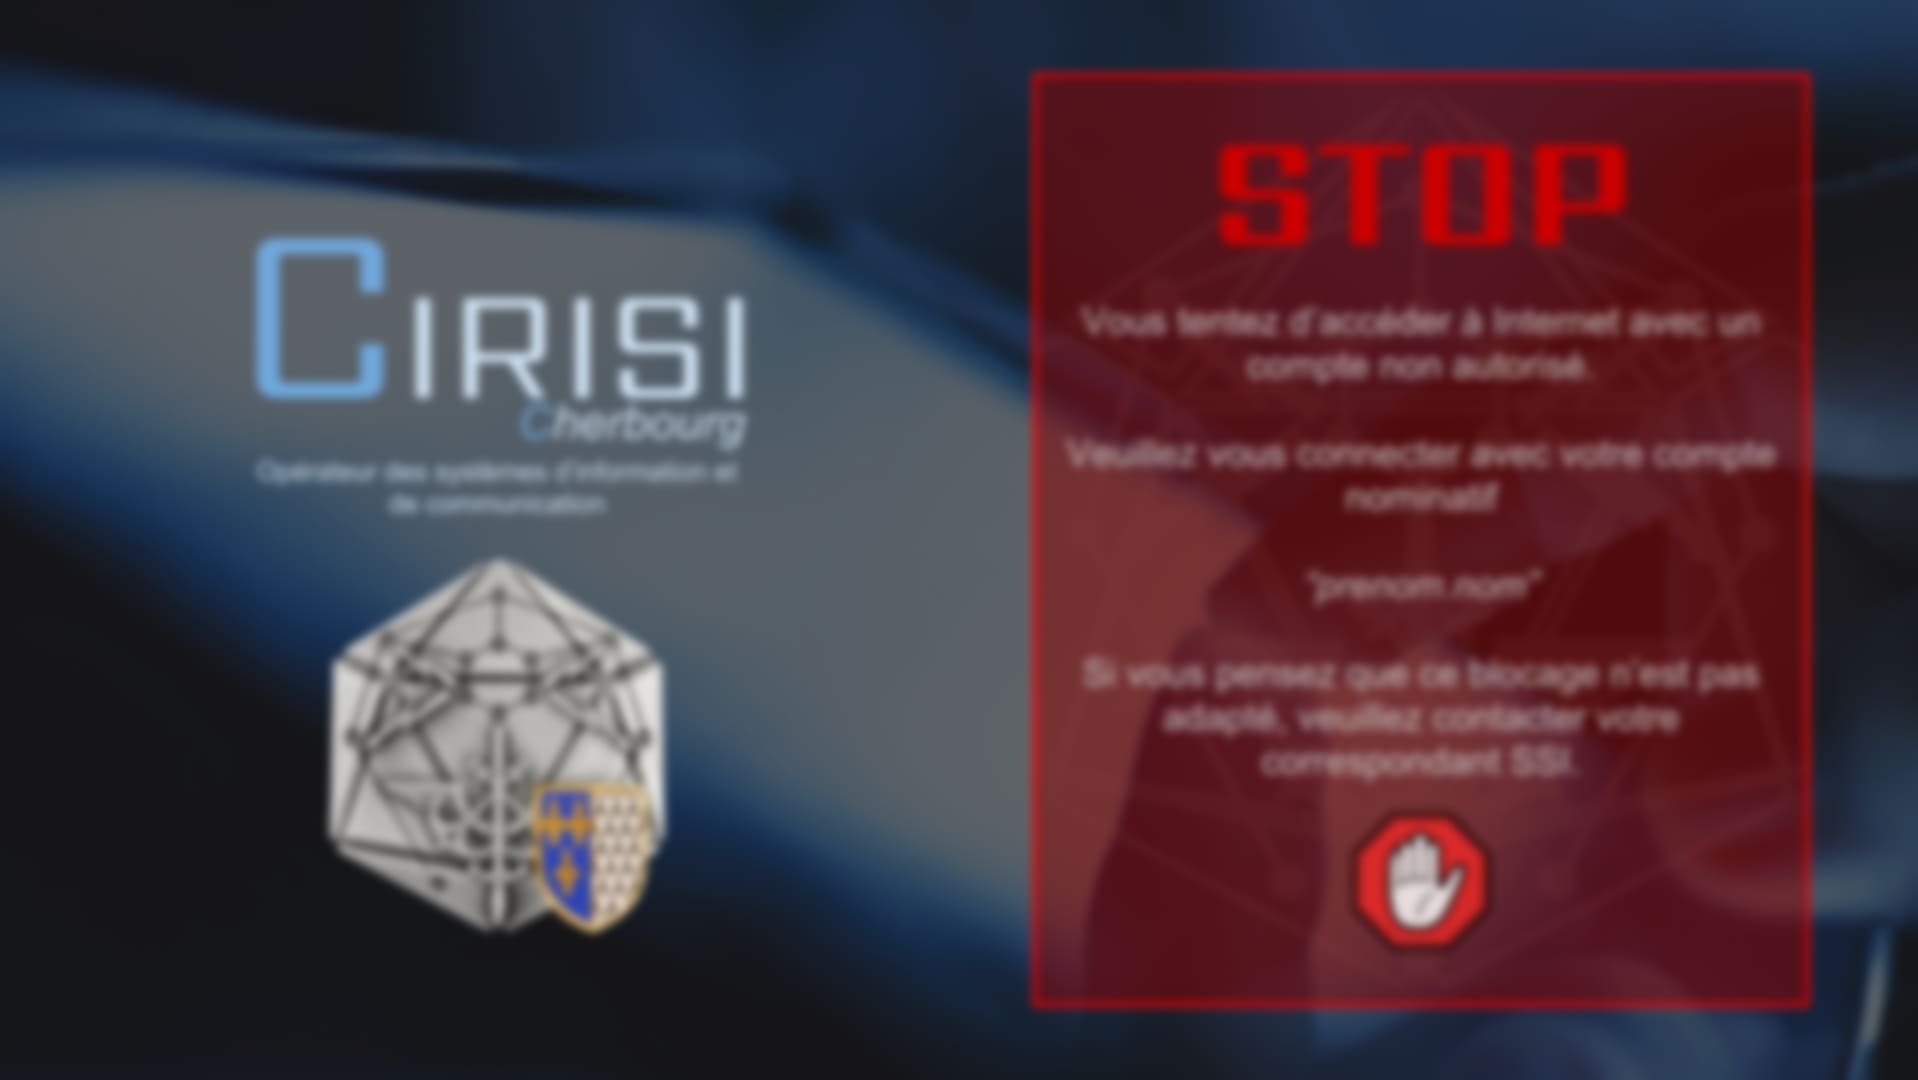 CIRISI
Cherbourg
Opérateur des systèmes d'information et
de communication
STOP
Vous tentez d'accéder à Internet avec un
compte non autorisé.
Veuillez vous connecter avec votre compte
nominatif
"prenom.nom"
Si vous pensez que ce blocage n'est pas
adapté, veuillez contacter votre
correspondant SSI.